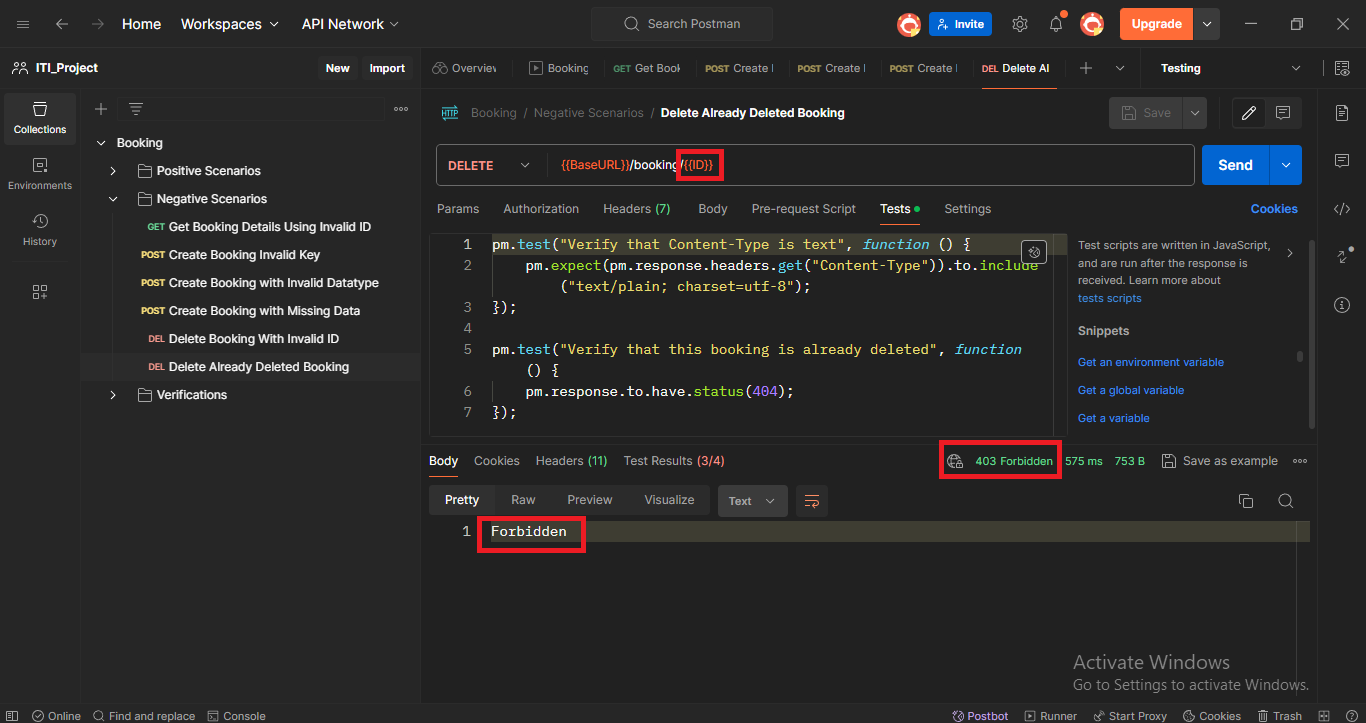 Home
Workspaces
API Network
Search Postman
Invite
Upgrade
ITI_Project
New
Import
Overview
Booking
GET Get Book
POST Create I
POST Create I
POST Create I
DEL Delete Al
Testing
Collections
Environments
History
Booking
Positive Scenarios
Negative Scenarios
GET Get Booking Details Using Invalid ID
POST Create Booking Invalid Key
POST Create Booking with Invalid Datatype
POST Create Booking with Missing Data
DEL Delete Booking With Invalid ID
DEL Delete Already Deleted Booking
Verifications
HTTP Booking / Negative Scenarios / Delete Already Deleted Booking
Save
DELETE
{{BaseURL}}/booking/{{ID}}
Send
Params
Authorization
Headers (7)
Body
Pre-request Script
Tests
Settings
Cookies
1 pm.test("Verify that Content-Type is text", function () {
2 pm.expect(pm.response.headers.get("Content-Type")).to.include
("text/plain; charset=utf-8");
3 });
4
5 pm.test("Verify that this booking is already deleted", function
() {
6 pm.response.to.have.status(404);
7 });
Test scripts are written in JavaScript,
and are run after the response is
received. Learn more about
tests scripts
Snippets
Get an environment variable
Get a global variable
Get a variable
Body
Cookies
Headers (11)
Test Results (3/4)
403 Forbidden
575 ms
753 B
Save as example
Pretty
Raw
Preview
Visualize
Text
1 Forbidden
Activate Windows
Go to Settings to activate Windows.
Online
Find and replace
Console
Postbot
Runner
Start Proxy
Cookies
Trash